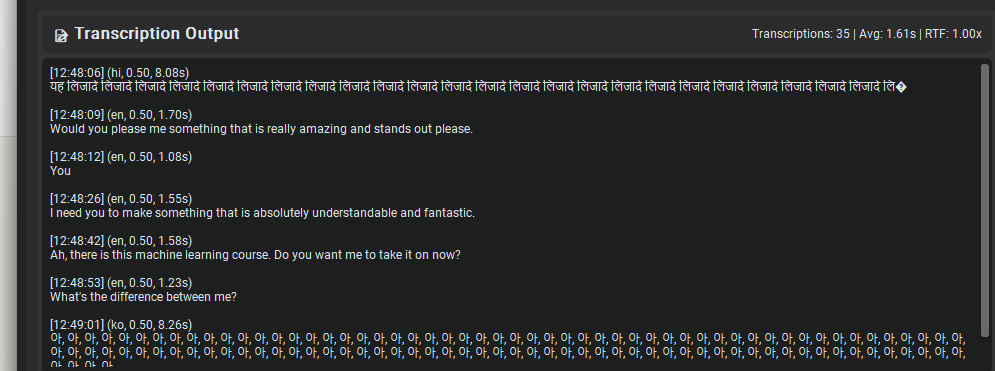 Transcription Output
Transcriptions: 35 | Avg: 1.61s | RTF: 1.00x
[12:48:06] (hi, 0.50, 8.08s)
यह लिजादे लिजादे लिजादे लिजादे लिजादे लिजादे लिजादे लिजादे लिजादे लिजादे लिजादे लिजादे लिजादे लिजादे लिजादे लिजादे लिजादे लिजादे लिजादे लिजादे लिजादे लिजादे लिजादे लिजादे लि�
[12:48:09] (en, 0.50, 1.70s)
Would you please me something that is really amazing and stands out please.
[12:48:12] (en, 0.50, 1.08s)
You
[12:48:26] (en, 0.50, 1.55s)
I need you to make something that is absolutely understandable and fantastic.
[12:48:42] (en, 0.50, 1.58s)
Ah, there is this machine learning course. Do you want me to take it on now?
[12:48:53] (en, 0.50, 1.23s)
What's the difference between me?
[12:49:01] (ko, 0.50, 8.26s)
아, 아, 아, 아, 아, 아, 아, 아, 아, 아, 아, 아, 아, 아, 아, 아, 아, 아, 아, 아, 아, 아, 아, 아, 아, 아, 아, 아, 아, 아, 아, 아, 아, 아, 아, 아, 아, 아, 아, 아, 아, 아, 아, 아, 아, 아, 아, 아, 아, 아, 아, 아, 아, 아,
아, 아, 아, 아, 아, 아, 아, 아, 아, 아, 아, 아, 아, 아, 아, 아, 아, 아, 아, 아, 아, 아, 아, 아, 아, 아, 아, 아, 아, 아, 아, 아, 아, 아, 아, 아, 아, 아, 아, 아, 아, 아, 아, 아, 아, 아, 아, 아, 아, 아, 아, 아, 아, 아,